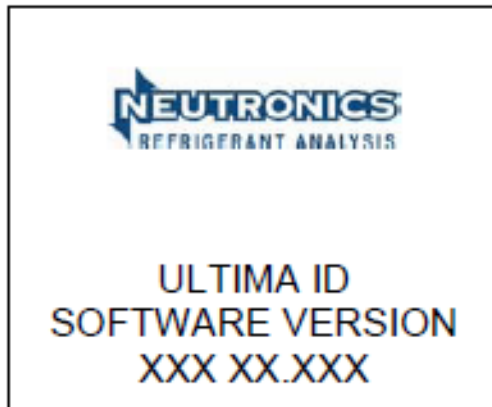 NEUTRONICS
REFRIGERANT ANALYSIS
ULTIMA ID
SOFTWARE VERSION
XXX XX.XXX